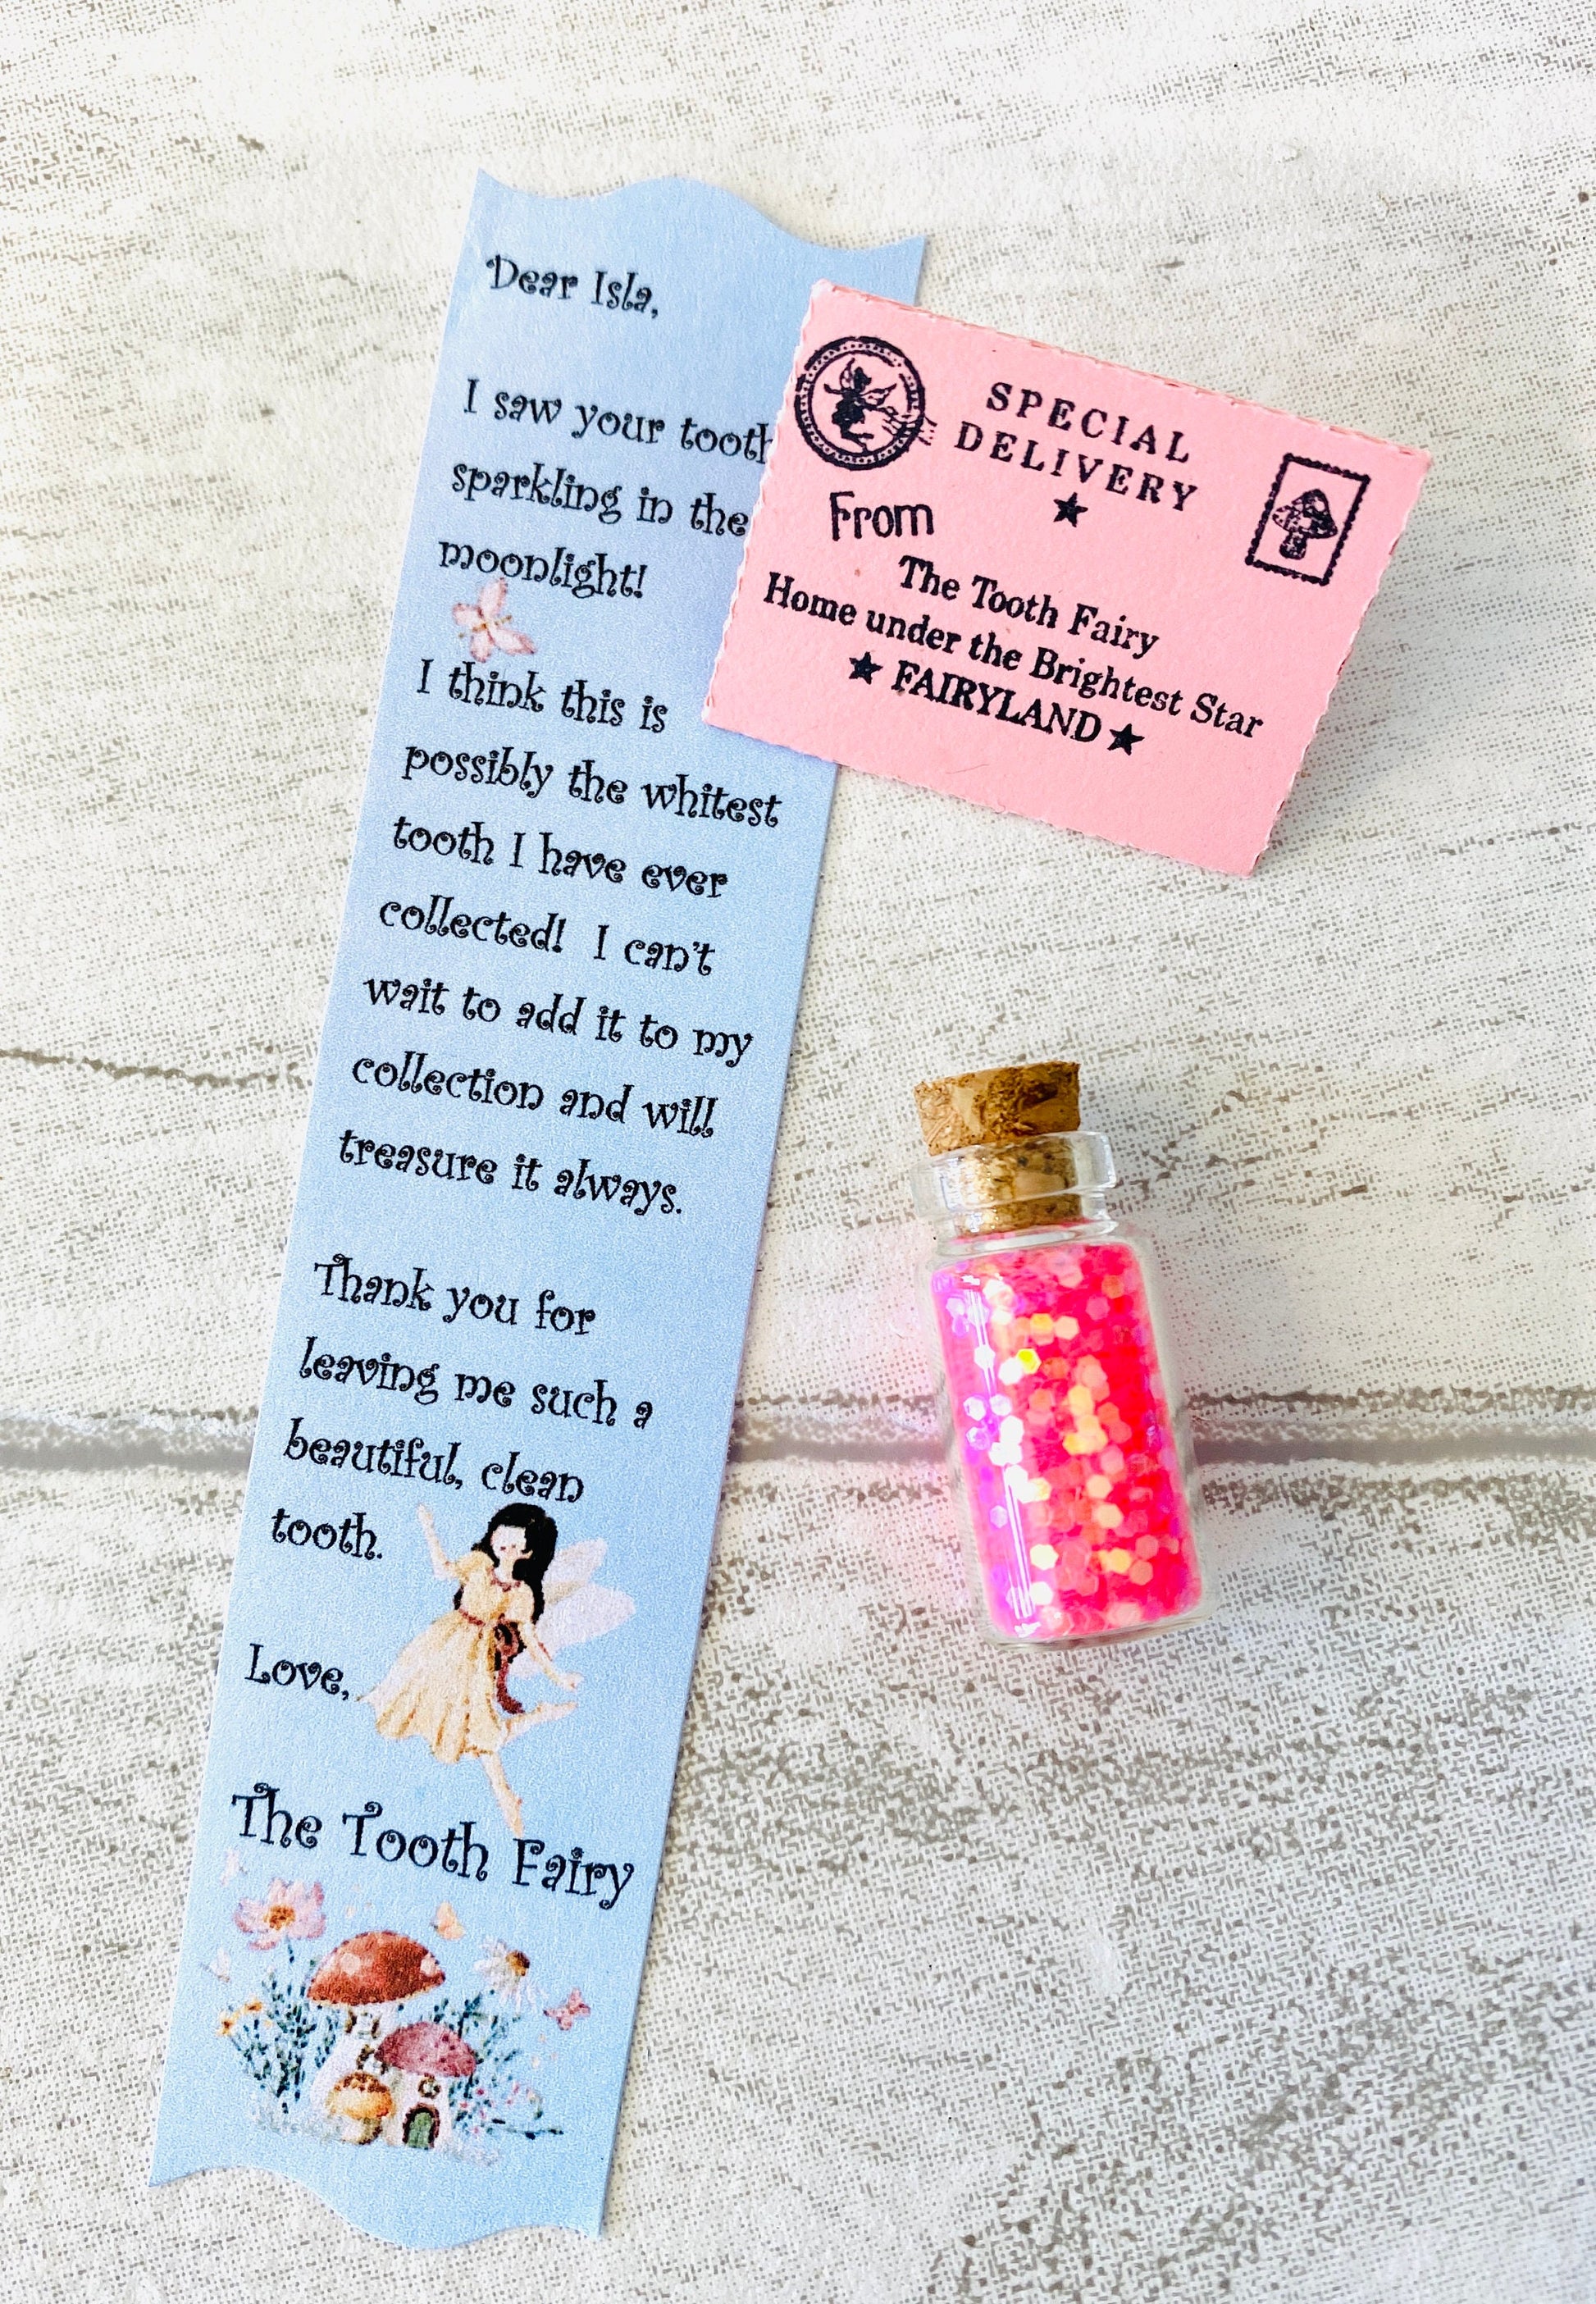 Dear Isla,
I saw your tooth
sparkling in the
moonlight!
I think this is
possibly the whitest
tooth I have ever
collected! I can't
wait to add it to my
collection and will
treasure it always.
Thank you for
leaving me such a
beautiful, clean
tooth.
Love,
The Tooth Fairy
SPECIAL
DELIVERY
From
The Tooth Fairy
Home under the Brightest Star
★ FAIRYLAND ★